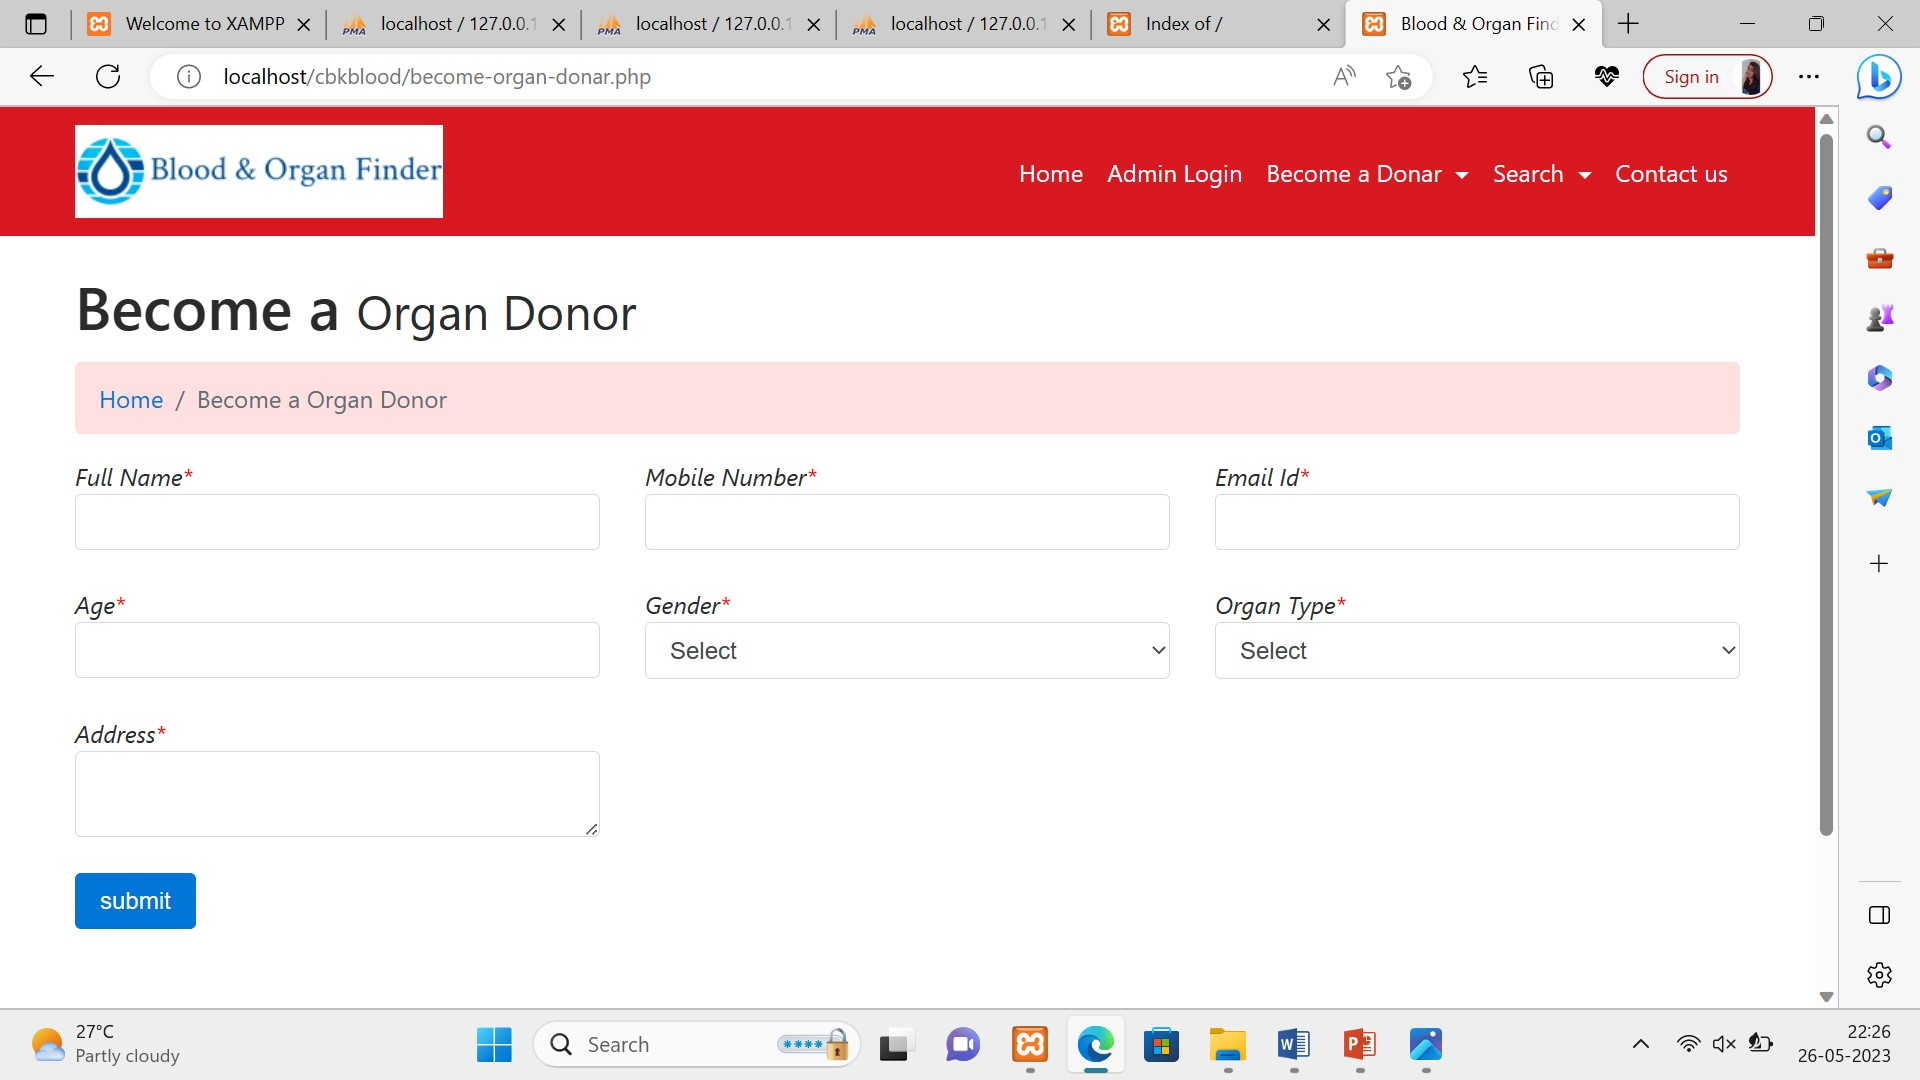 Welcome to XAMPP
localhost / 127.0.0.1
localhost / 127.0.0.1
localhost / 127.0.0.1
Index of /
Blood & Organ Find
localhost/cbkblood/become-organ-donar.php
Sign in
Blood & Organ Finder
Home Admin Login Become a Donar Search Contact us
Become a Organ Donor
Home / Become a Organ Donor
Full Name* Mobile Number* Email Id*
Age* Gender* Organ Type*
Select Select
Address*
submit
27°C
Partly cloudy
Search
22:26
26-05-2023